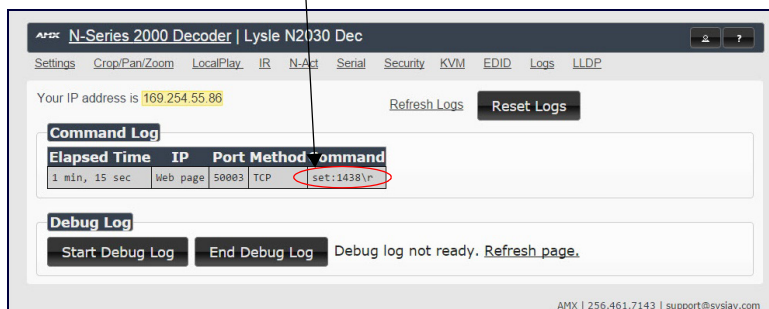 AMX N-Series 2000 Decoder | Lysle N2030 Dec ?
Settings Crop/Pan/Zoom LocalPlay IR N-Act Serial Security KVM EDID Logs LLDP
Your IP address is 169.254.55.86 Refresh Logs Reset Logs
Command Log
Elapsed Time IP Port Method Command
1 min, 15 sec Web page 50003 TCP set:1438\r
Debug Log
Start Debug Log End Debug Log Debug log not ready. Refresh page.
AMX | 256.461.7143 | support@svsiav.com